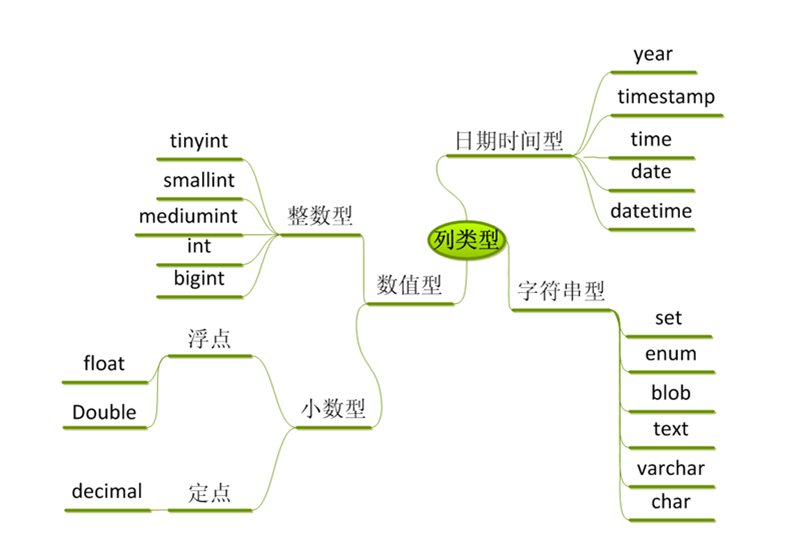 列类型
日期时间型
year
timestamp
time
date
datetime
字符串型
set
enum
blob
text
varchar
char
数值型
整数型
tinyint
smallint
mediumint
int
bigint
小数型
浮点
float
Double
定点
decimal